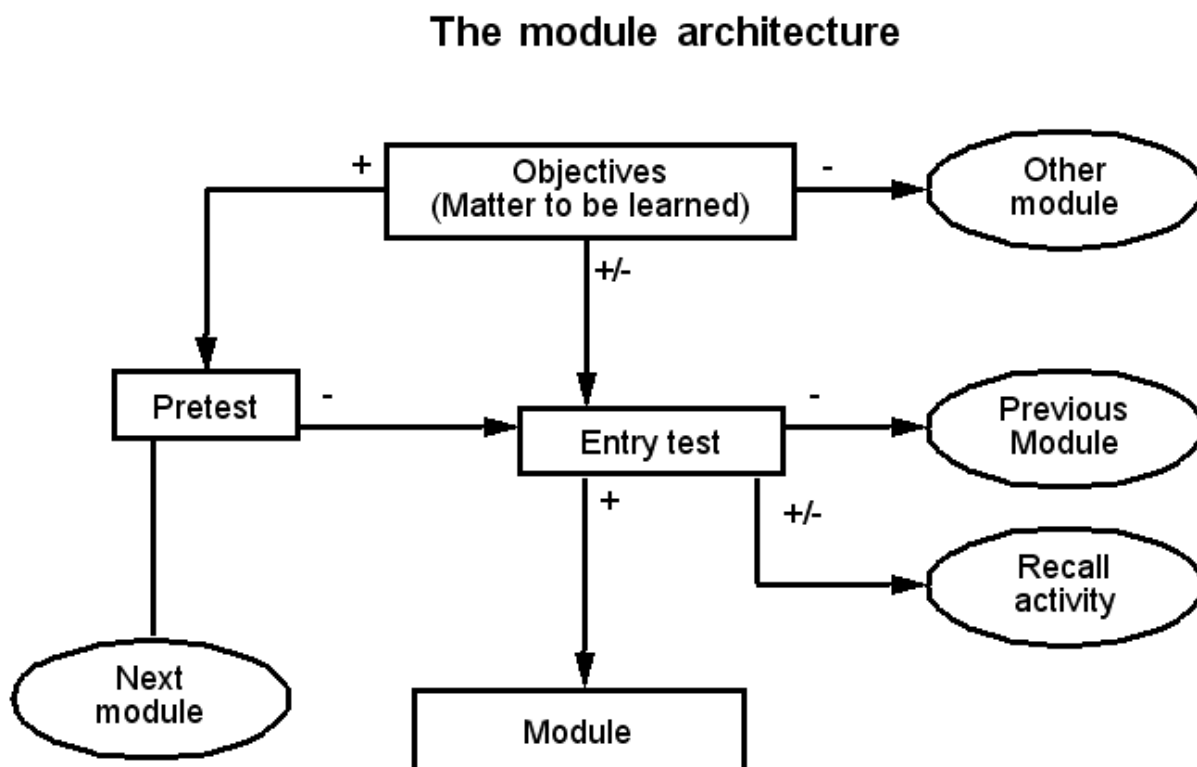 The module architecture
+
Objectives
(Matter to be learned)
-
Other
module
+/-
Pretest
-
Entry test
-
Previous
Module
+
+/-
Recall
activity
Next
module
Module